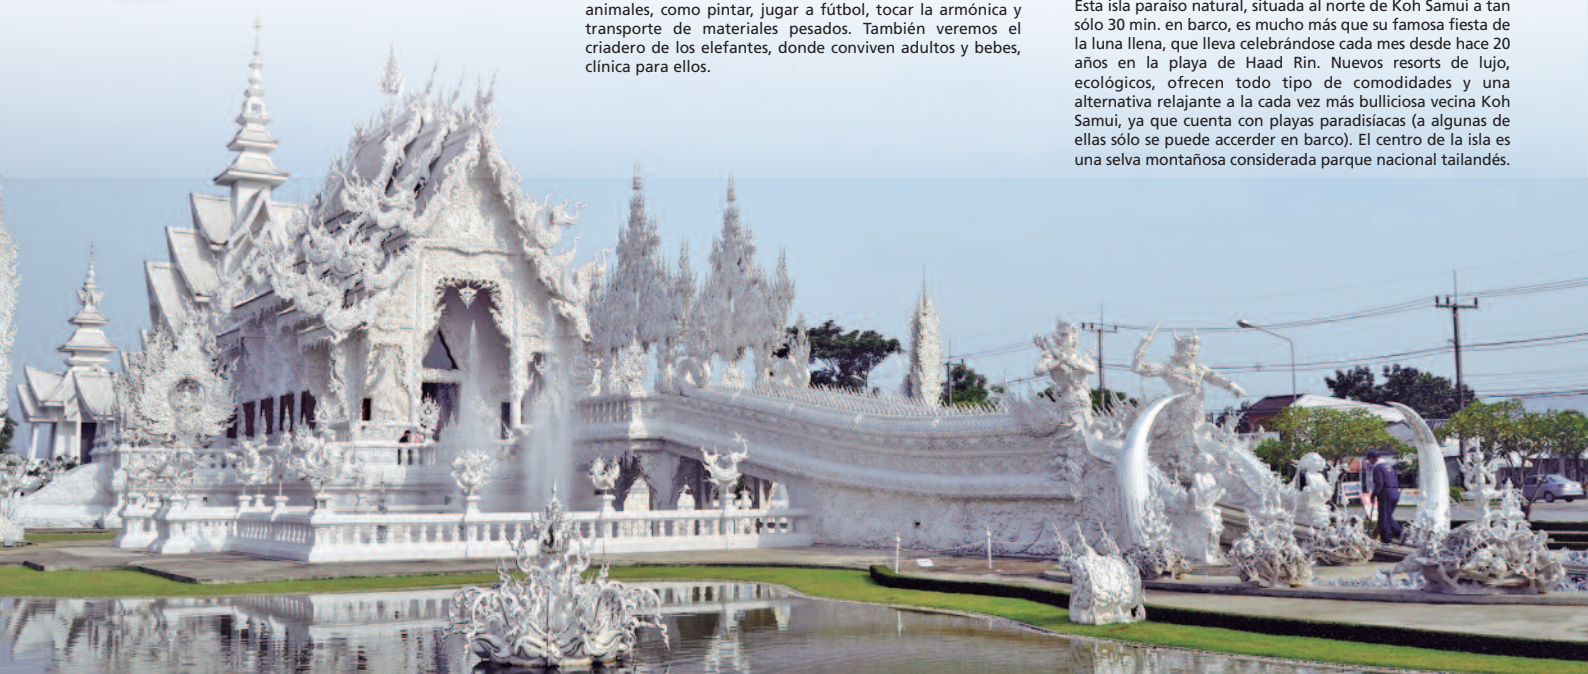 animales, como pintar, jugar a fútbol, tocar la armónica y
transporte de materiales pesados. También veremos el
criadero de los elefantes, donde conviven adultos y bebes,
clínica para ellos.
Esta isla paraíso natural, situada al norte de Koh Samui a tan
sólo 30 min. en barco, es mucho más que su famosa fiesta de
la luna llena, que lleva celebrándose cada mes desde hace 20
años en la playa de Haad Rin. Nuevos resorts de lujo,
ecológicos, ofrecen todo tipo de comodidades y una
alternativa relajante a la cada vez más bulliciosa vecina Koh
Samui, ya que cuenta con playas paradisíacas (a algunas de
ellas sólo se puede accerder en barco). El centro de la isla es
una selva montañosa considerada parque nacional tailandés.